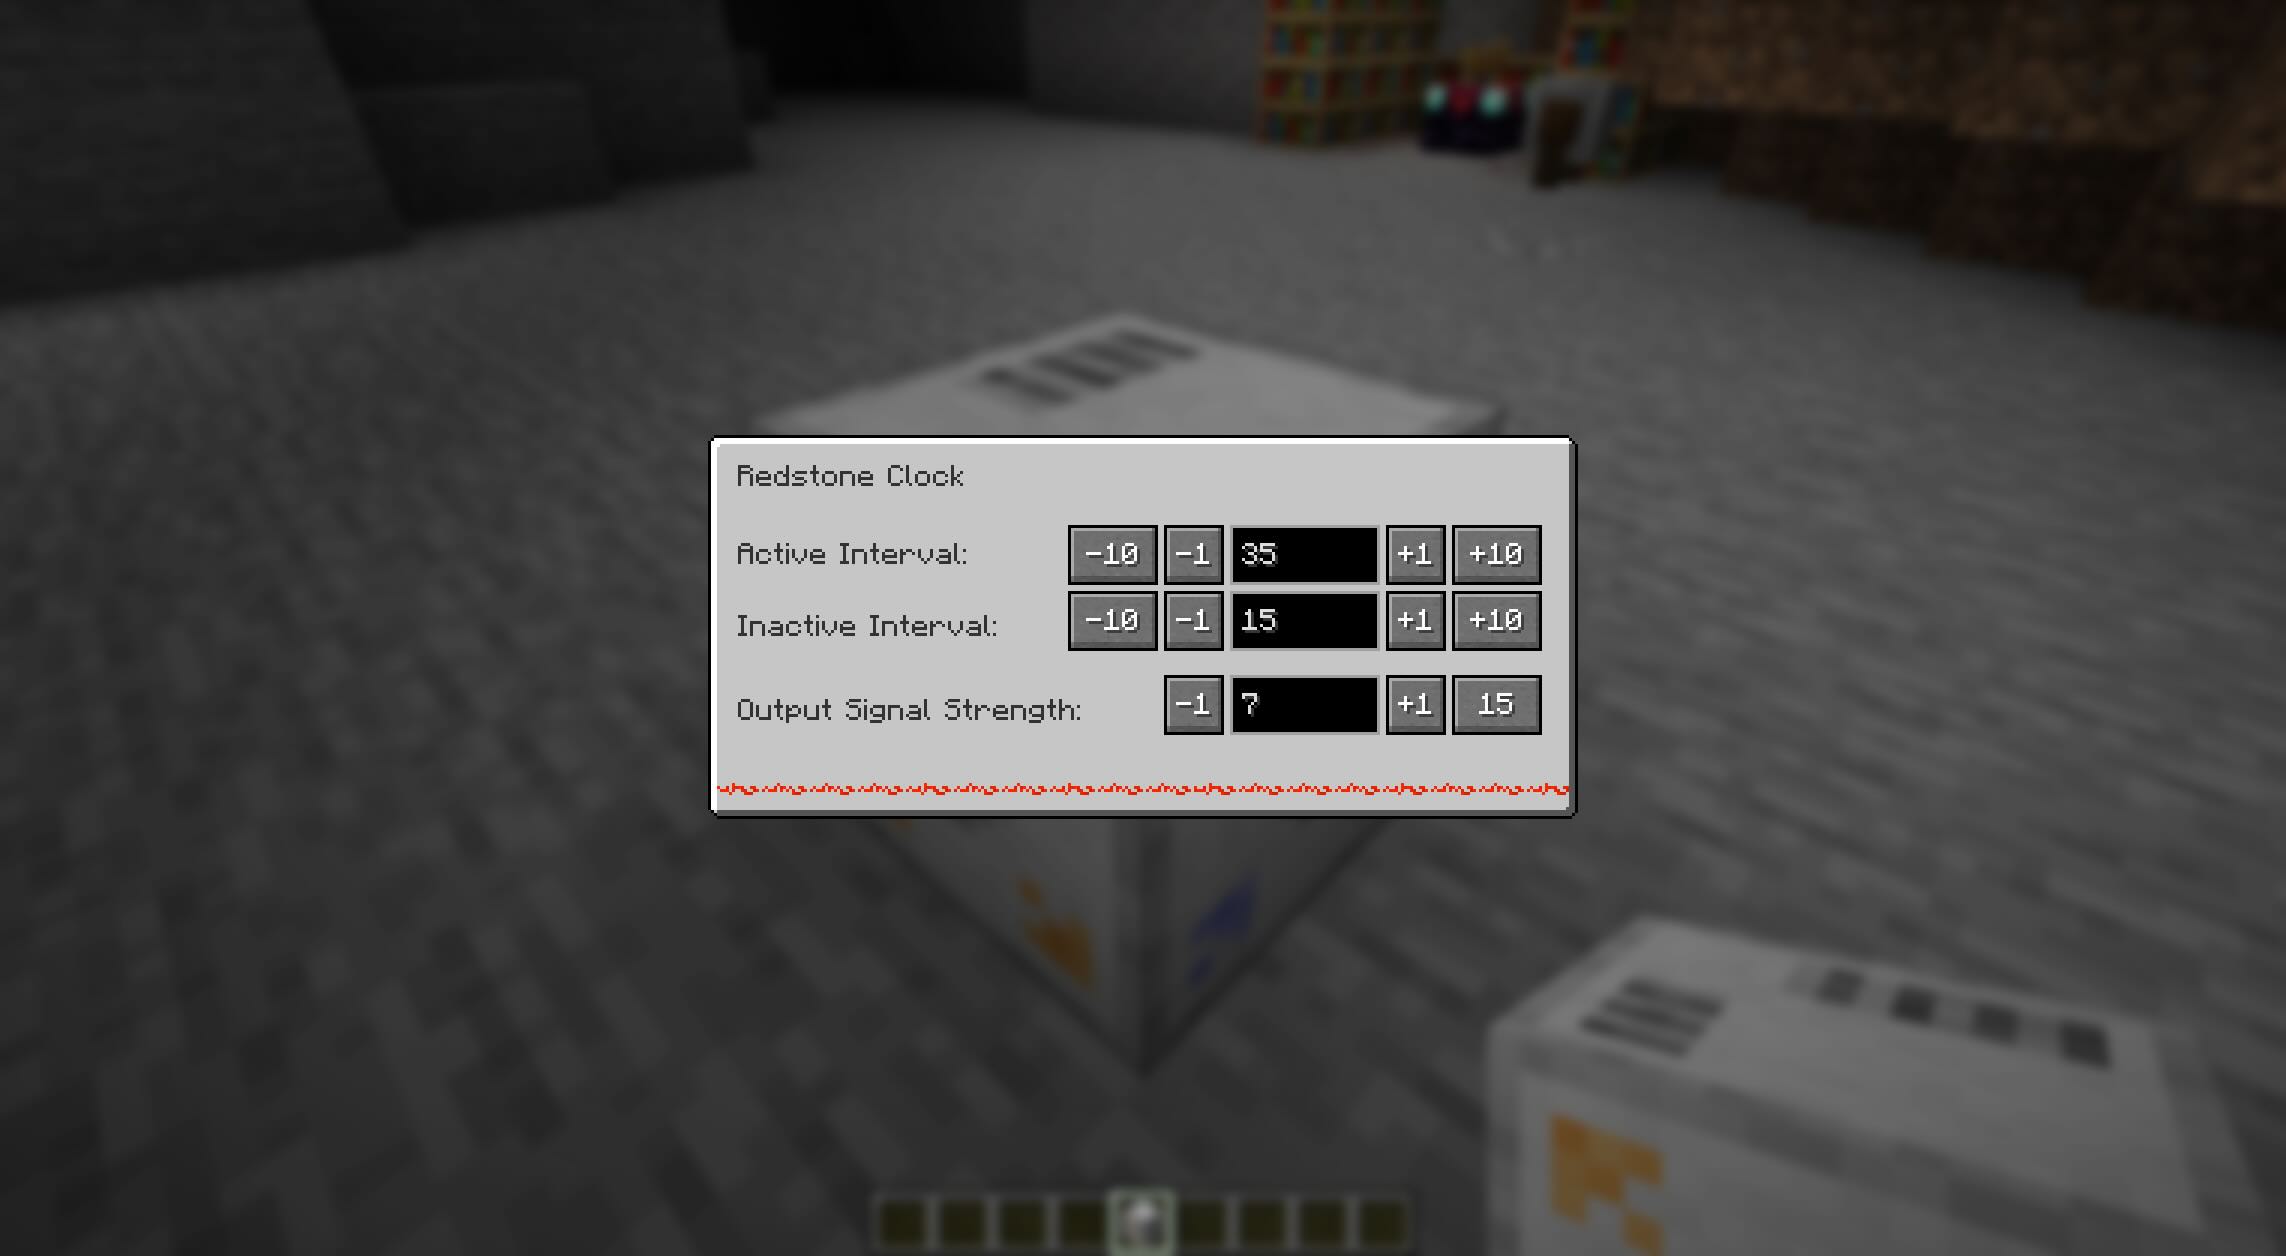 Redstone Clock
Active Interval: -10 -1 35 +1 +10
Inactive Interval: -10 -1 15 +1 +10
Output Signal Strength: -1 7 +1 15